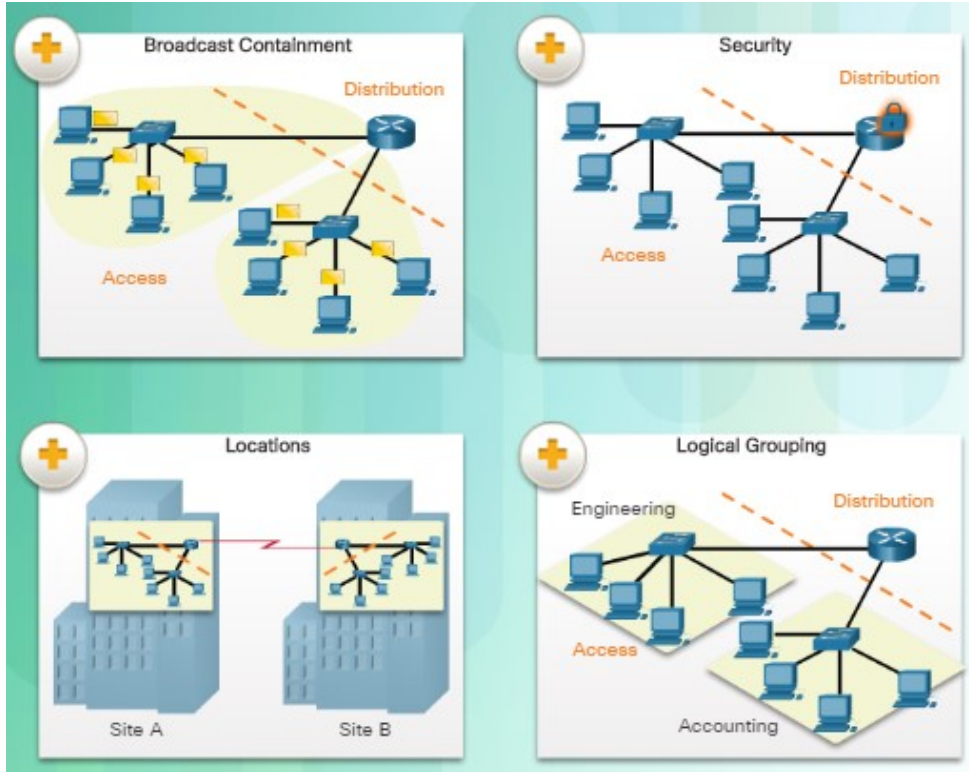 Broadcast Containment
Distribution
Access
Security
Distribution
Access
Locations
Site A
Site B
Logical Grouping
Engineering
Distribution
Access
Accounting